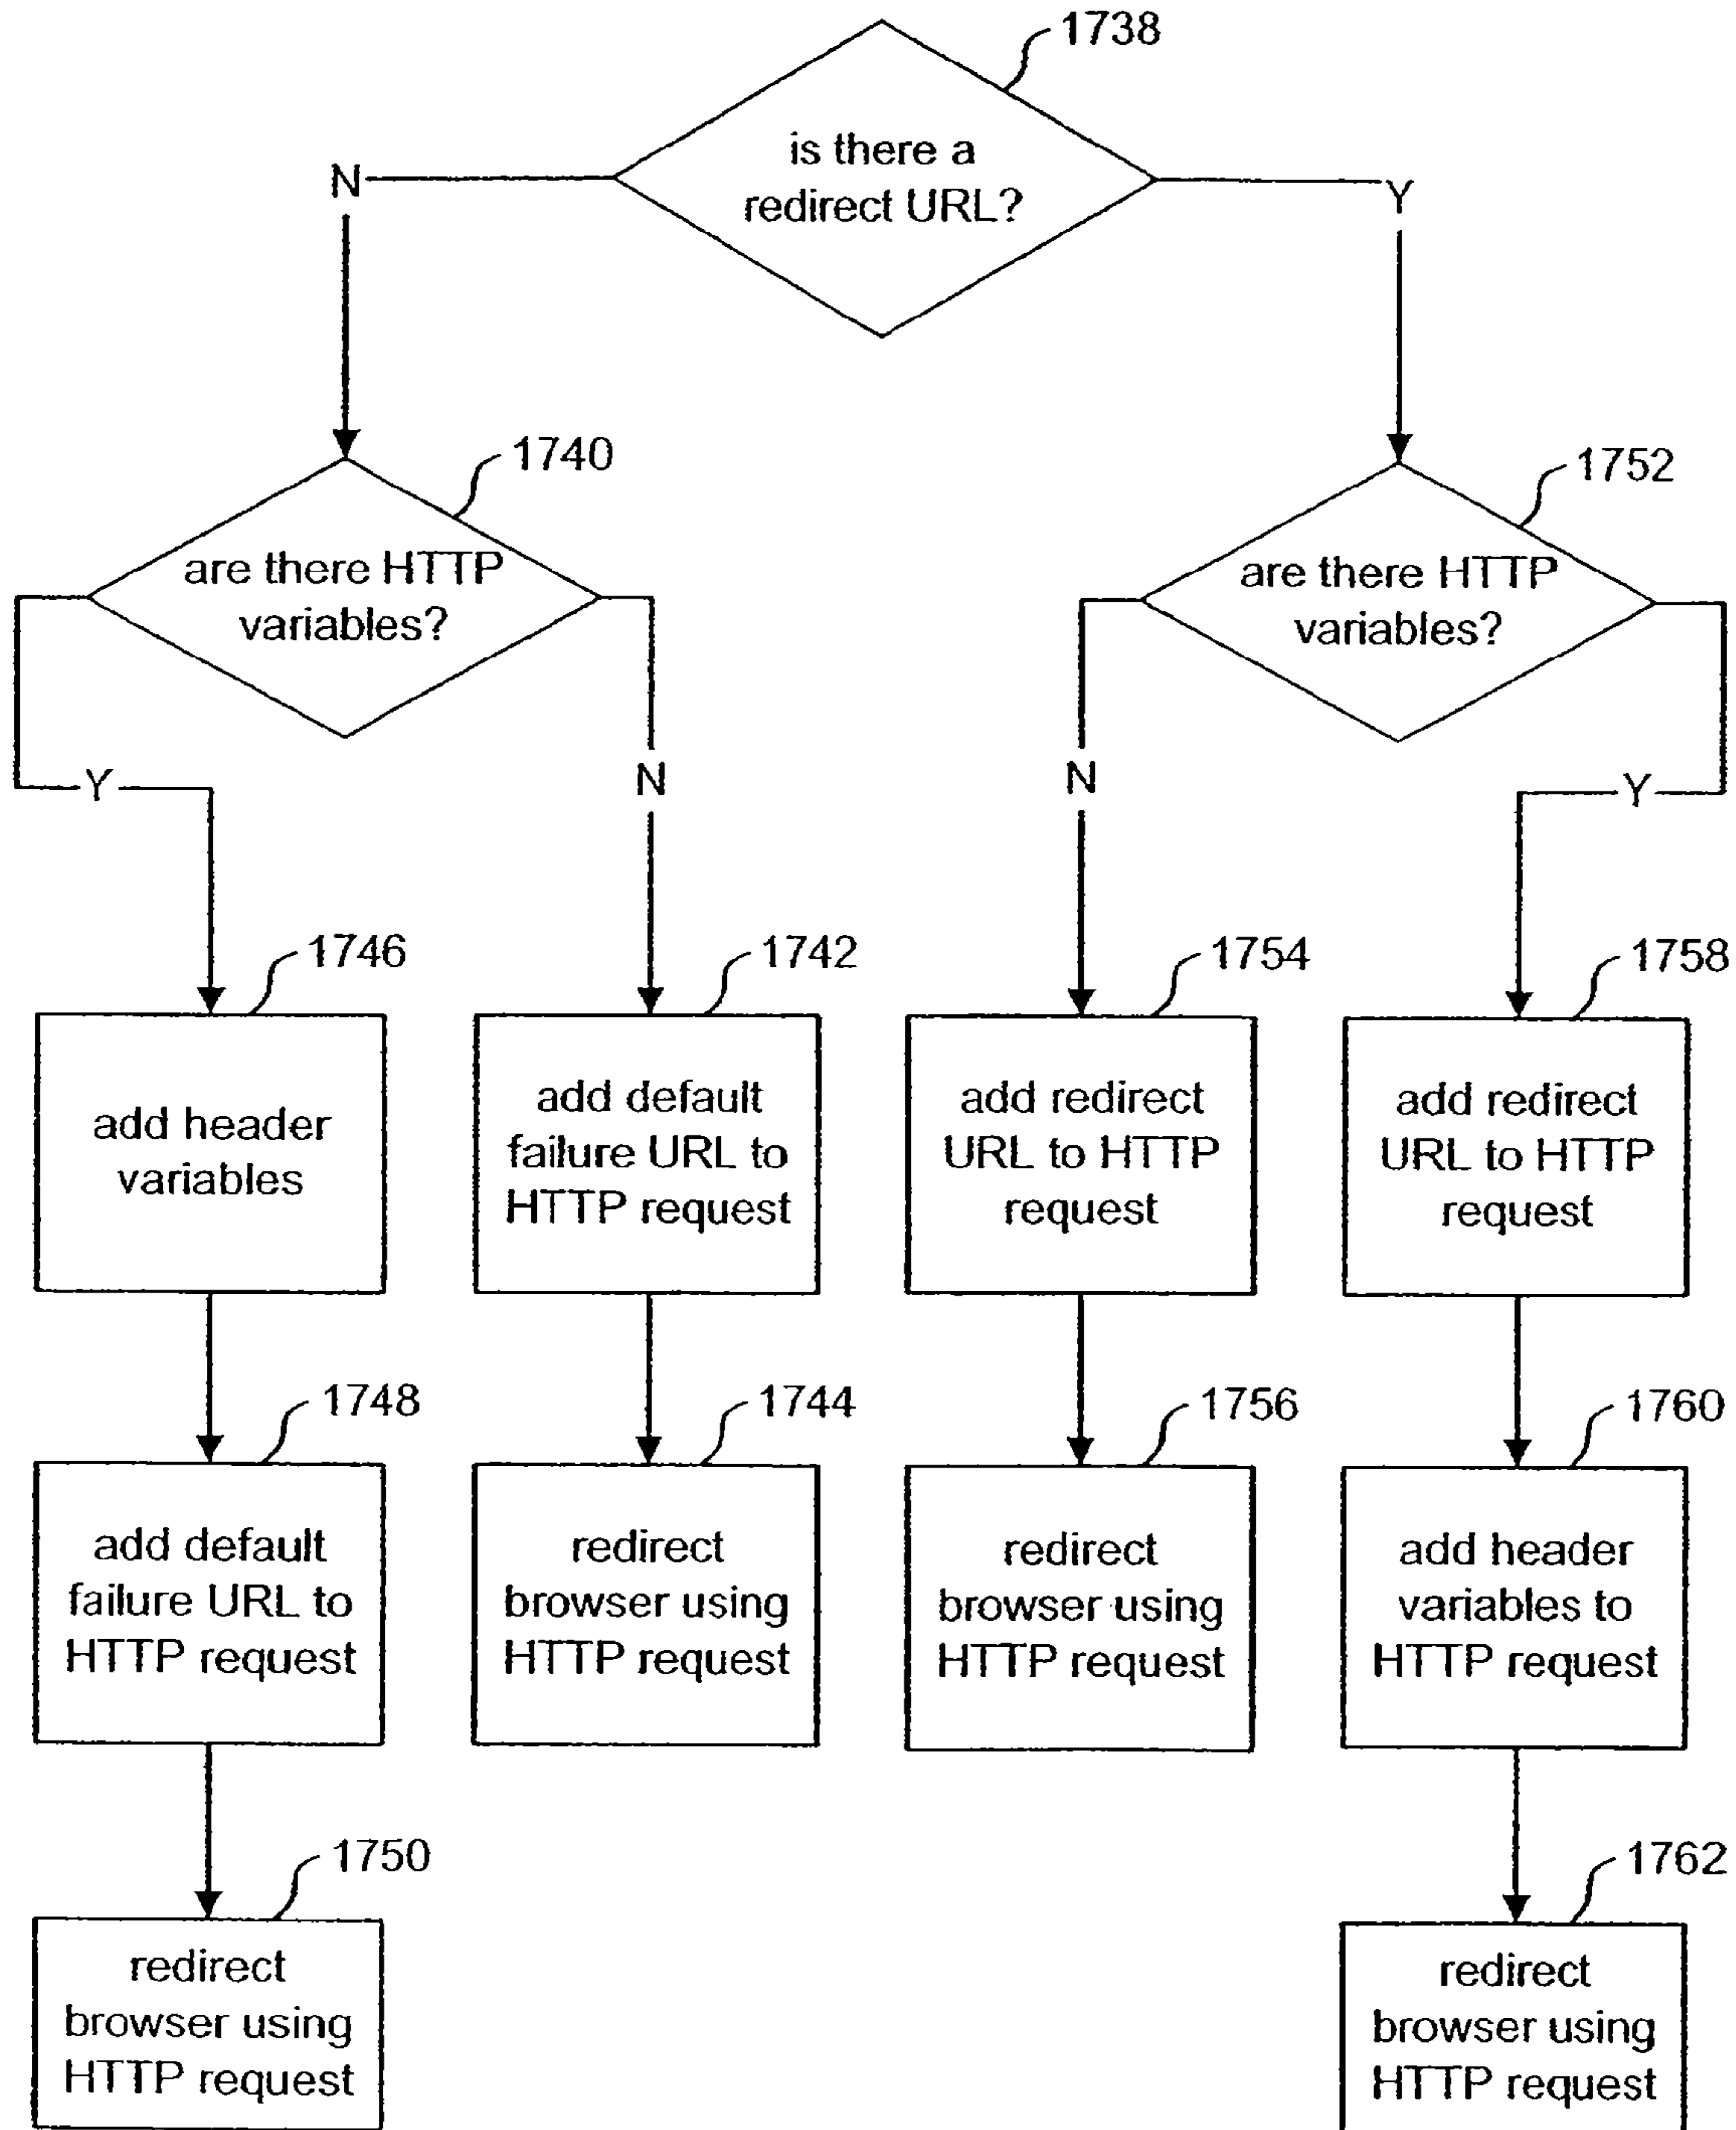 1738
is there a
redirect URL?
N
Y
1740
are there HTTP
variables?
1752
are there HTTP
variables?
Y
N
N
Y
1746
add header
variables
1742
add default
failure URL to
HTTP request
1754
add redirect
URL to HTTP
request
1758
add redirect
URL to HTTP
request
1748
add default
failure URL to
HTTP request
1744
redirect
browser using
HTTP request
1756
redirect
browser using
HTTP request
1760
add header
variables to
HTTP request
1750
redirect
browser using
HTTP request
1762
redirect
browser using
HTTP request